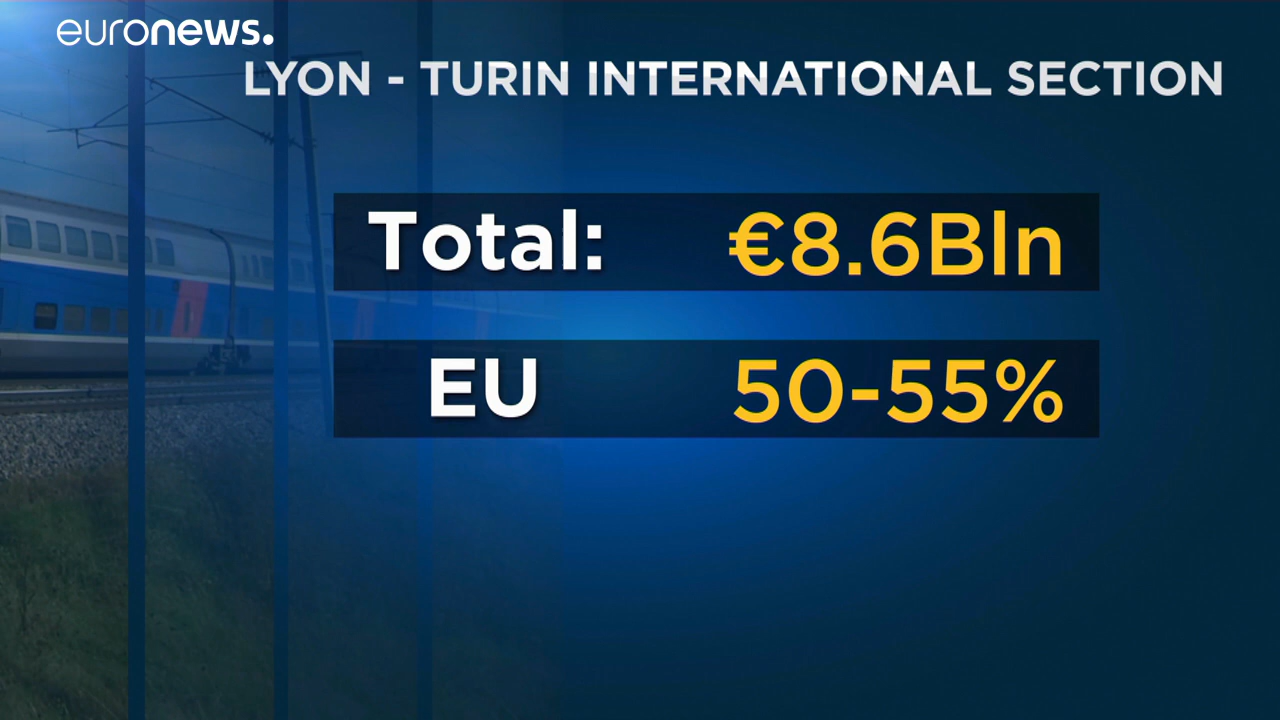 euronews.
LYON - TURIN INTERNATIONAL SECTION
Total: €8.6Bln
EU 50-55%